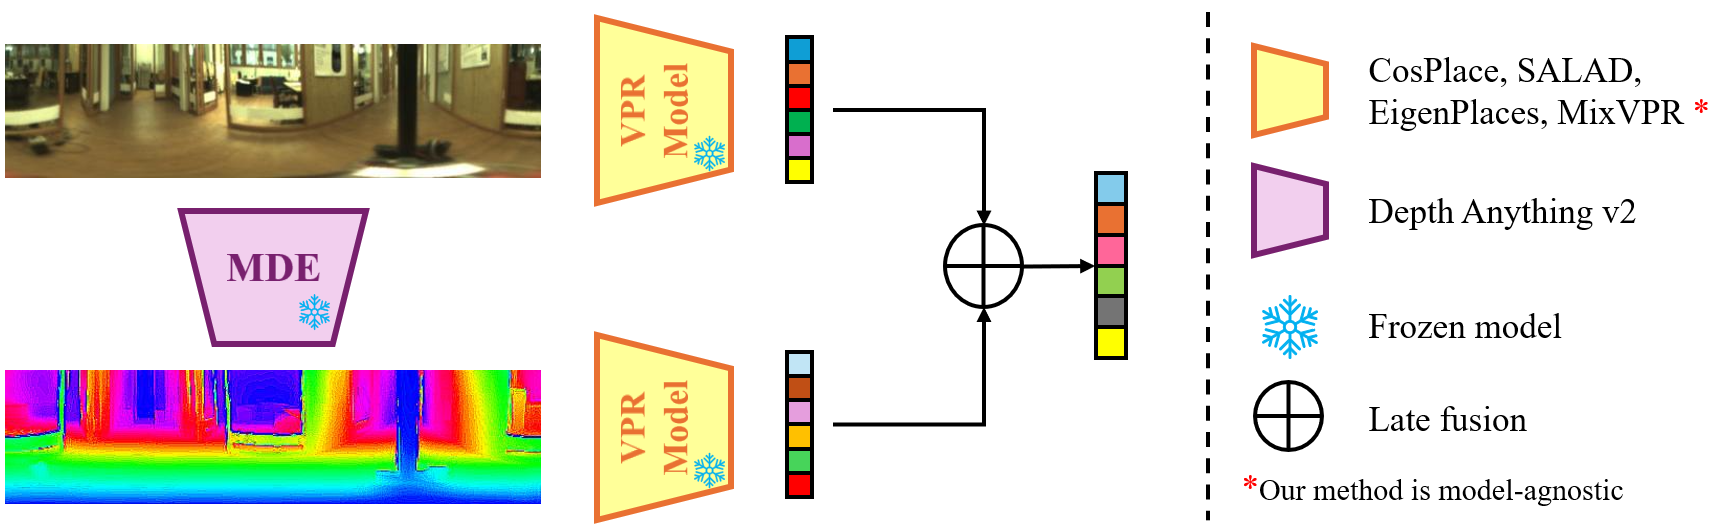 VPR
Model
MDE
VPR
Model
CosPlace, SALAD,
EigenPlaces, MixVPR *
Depth Anything v2
Frozen model
Late fusion
*Our method is model-agnostic